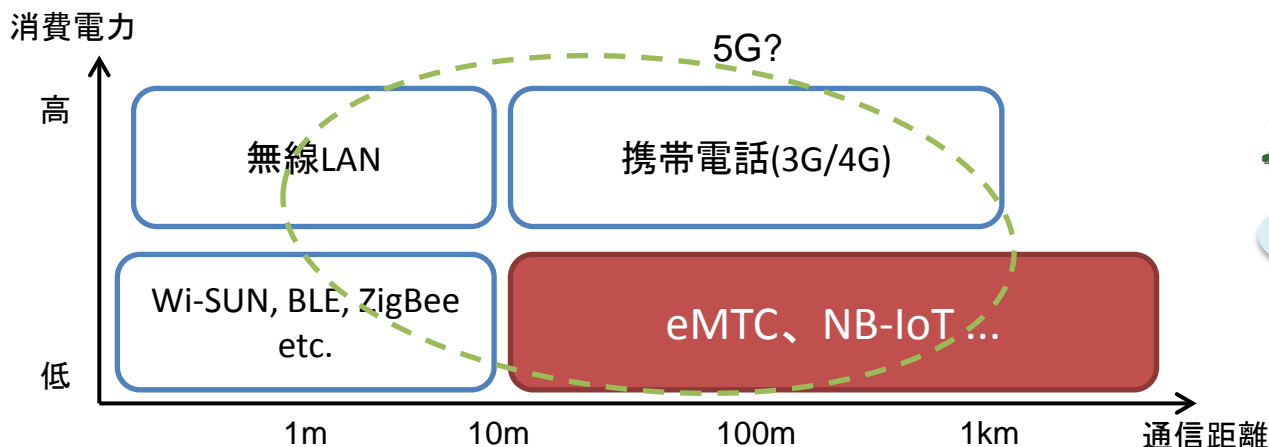 消費電力
5G?
高
無線LAN
携帯電話(3G/4G)
Wi-SUN, BLE, ZigBee
etc.
eMTC、NB-IoT ...
低
1m
10m
100m
1km
通信距離